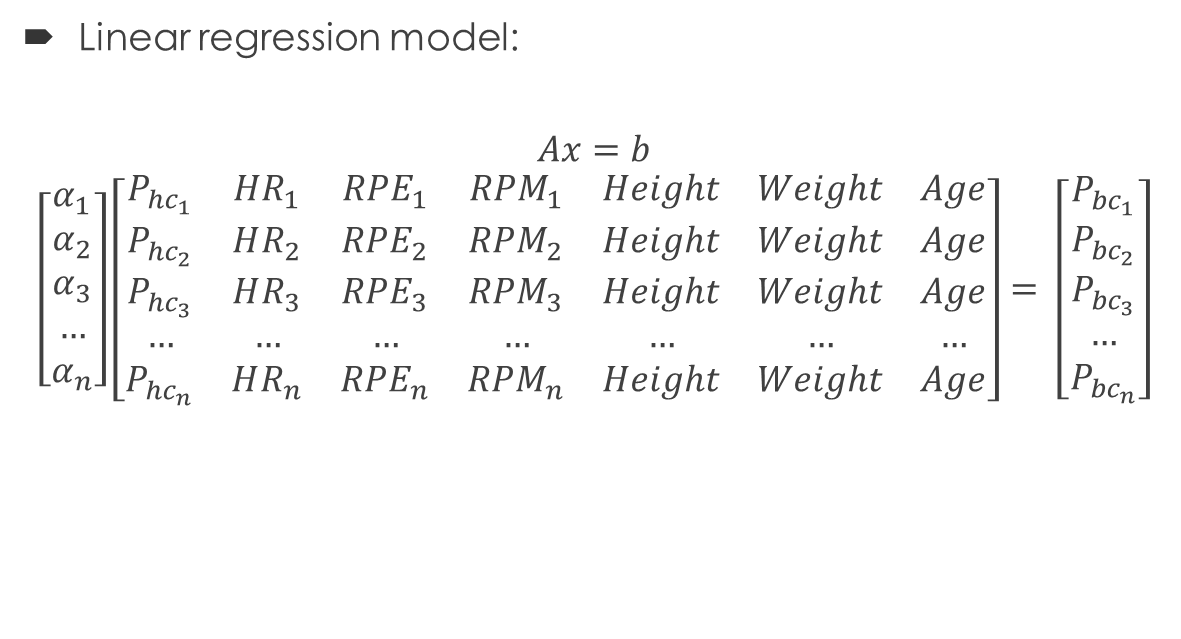 Linear regression model:
Ax = b
[α₁ [P_hc₁ HR₁ RPE₁ RPM₁ Height Weight Age] [P_bc₁
α₂ P_hc₂ HR₂ RPE₂ RPM₂ Height Weight Age P_bc₂
α₃ P_hc₃ HR₃ RPE₃ RPM₃ Height Weight Age = P_bc₃
... ... ... ... ... ... ... ... ...
αₙ] P_hcₙ HRₙ RPEₙ RPMₙ Height Weight Age] P_bcₙ]